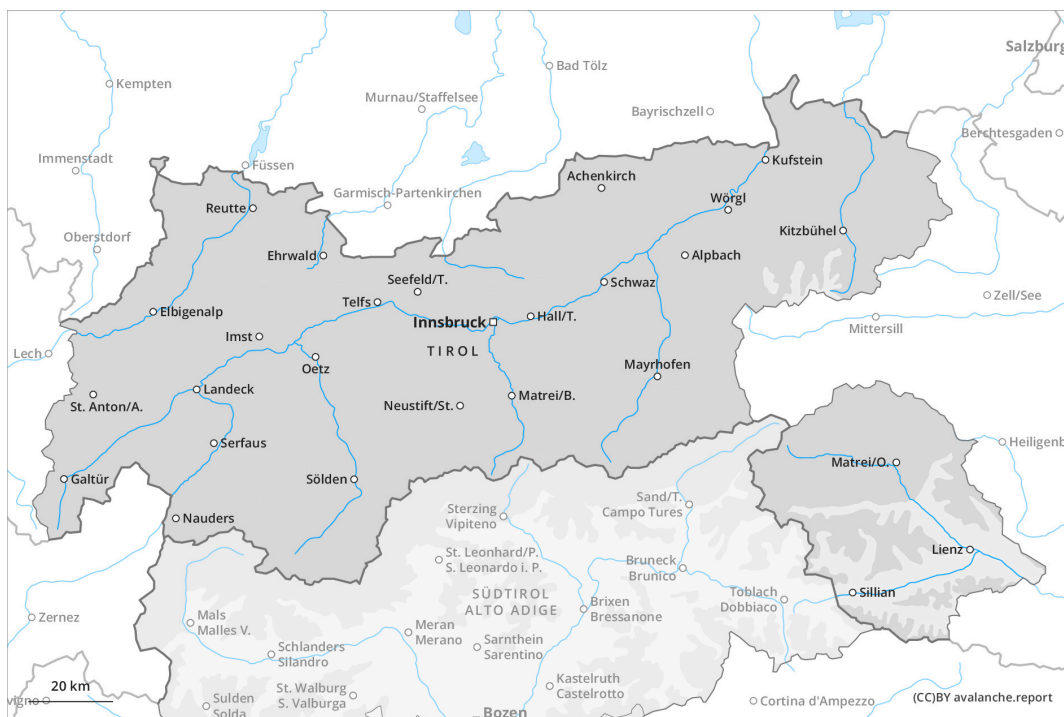 Salzburg
Kempten
Bad Tölz
Murnau/Staffelsee
Bayrischzell
Berchtesgaden
Immenstadt
Füssen
Kufstein
Achenkirch
Garmisch-Partenkirchen
Reutte
Wörgl
Kitzbühel
Oberstdorf
Ehrwald
Alpbach
Seefeld/T.
Schwaz
Zell/See
Telfs
Elbigenalp
Innsbruck
Hall/T.
Mittersill
Imst
TIROL
Lech
Oetz
Mayrhofen
Landeck
St. Anton/A.
Neustift/St.
Matrei/B.
Serfaus
Heiligenb
Matrei/O.
Galtür
Sölden
Sand/T.
Campo Tures
Sterzing
Vipiteno
Nauders
Lienz
St. Leonhard/P.
S. Leonardo i. P.
Bruneck
Brunico
SÜDTIROL
ALTO ADIGE
Toblach
Dobbiaco
Sillian
Zernez
Mals
Malles V.
Brixen
Bressanone
Meran
Merano
Sarnthein
Sarentino
Schlanders
Silandro
20 km
Kastelruth
Castelrotto
St. Walburg
S. Valburga
vigno
Sulden
Solda
Cortina d'Ampezzo
(CC)BY avalanche.report
Bozen